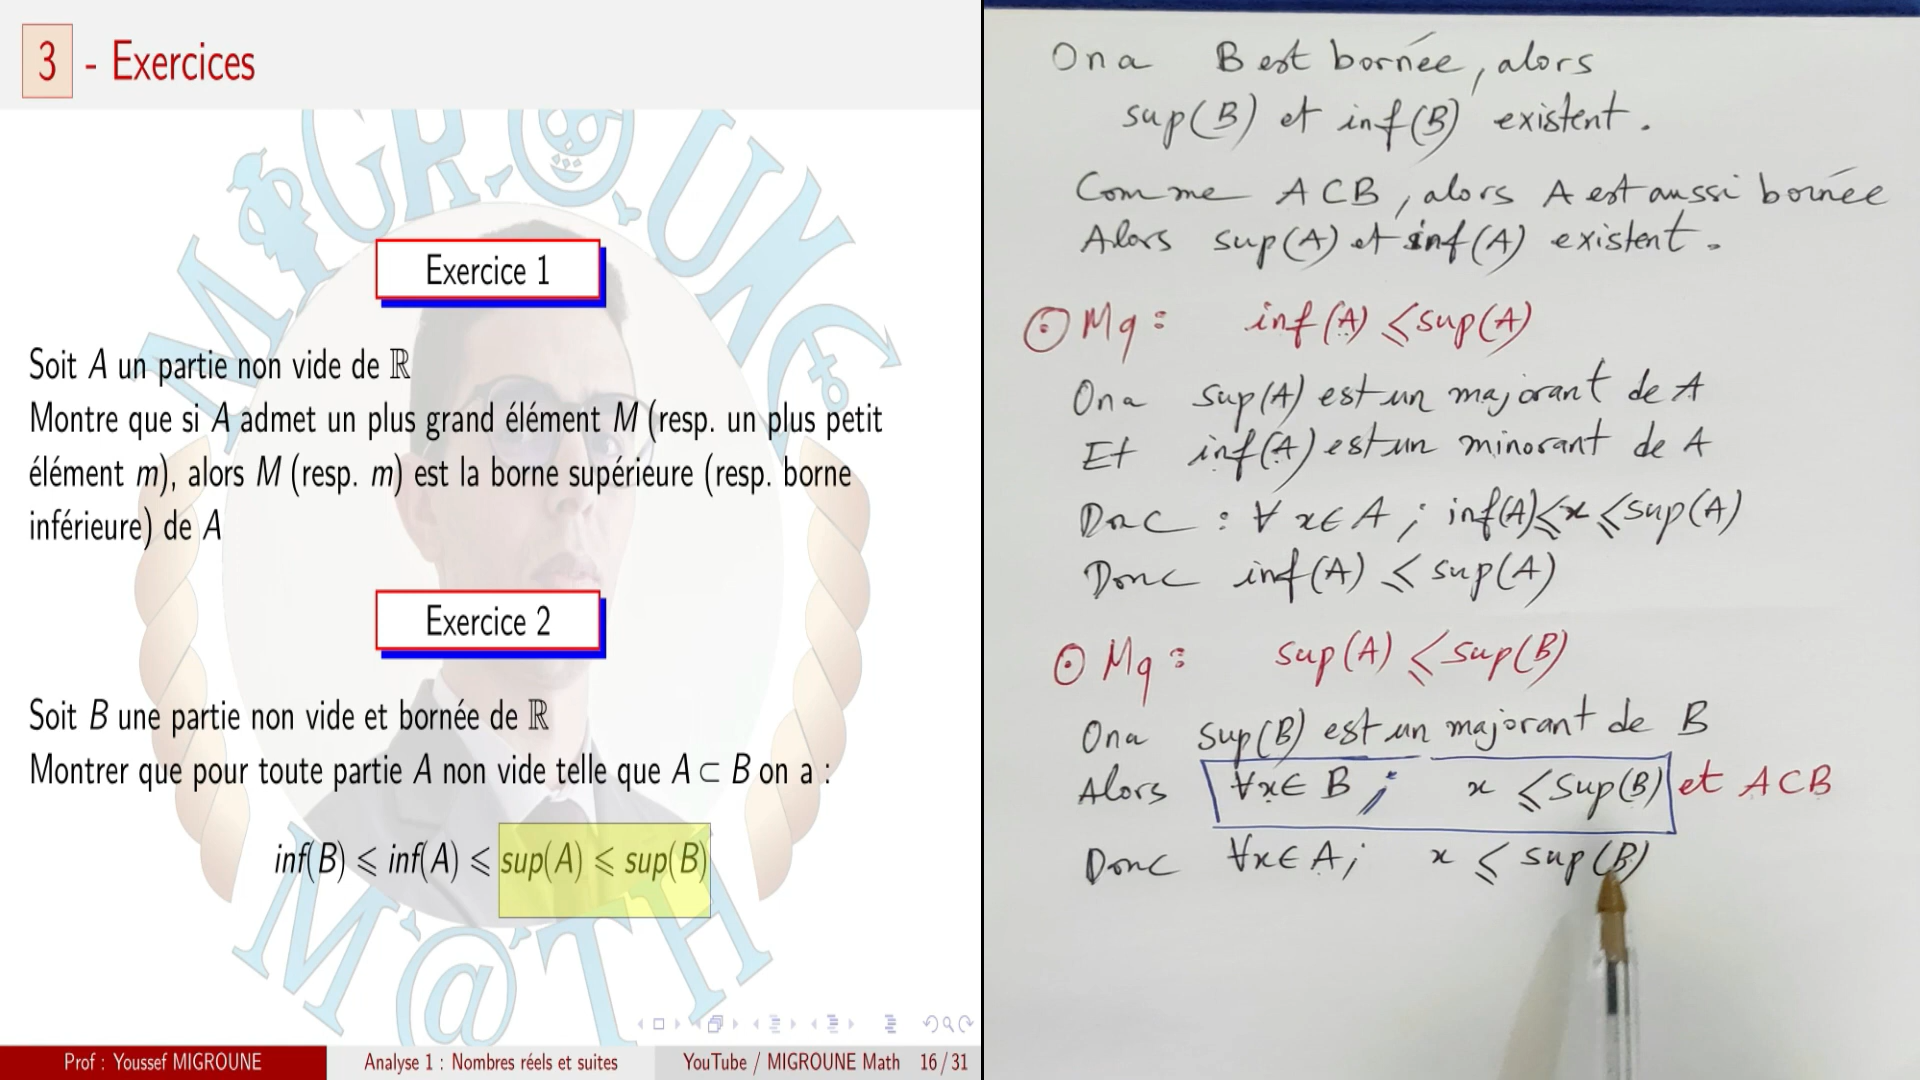 3 - Exercices
MIGROUNE
M@TH
Exercice 1
Soit A un partie non vide de ℝ
Montre que si A admet un plus grand élément M (resp. un plus petit
élément m), alors M (resp. m) est la borne supérieure (resp. borne
inférieure) de A
Exercice 2
Soit B une partie non vide et bornée de ℝ
Montrer que pour toute partie A non vide telle que A ⊂ B on a :
inf(B) ⩽ inf(A) ⩽ sup(A) ⩽ sup(B)
Prof : Youssef MIGROUNE
Analyse 1 : Nombres réels et suites
YouTube / MIGROUNE Math 16 / 31
On a B est bornée, alors
sup(B) et inf(B) existent.
Comme A⊂B, alors A est aussi bornée
Alors sup(A) et inf(A) existent.
⊙ Mq : inf(A) ⩽ sup(A)
On a sup(A) est un majorant de A
Et inf(A) est un minorant de A
Donc : ∀ x∈A ; inf(A)⩽x⩽sup(A)
Donc inf(A) ⩽ sup(A)
⊙ Mq : sup(A) ⩽ sup(B)
On a sup(B) est un majorant de B
Alors ∀x∈B ; x ⩽ sup(B) et A⊂B
Donc ∀x∈A ; x ⩽ sup(B)